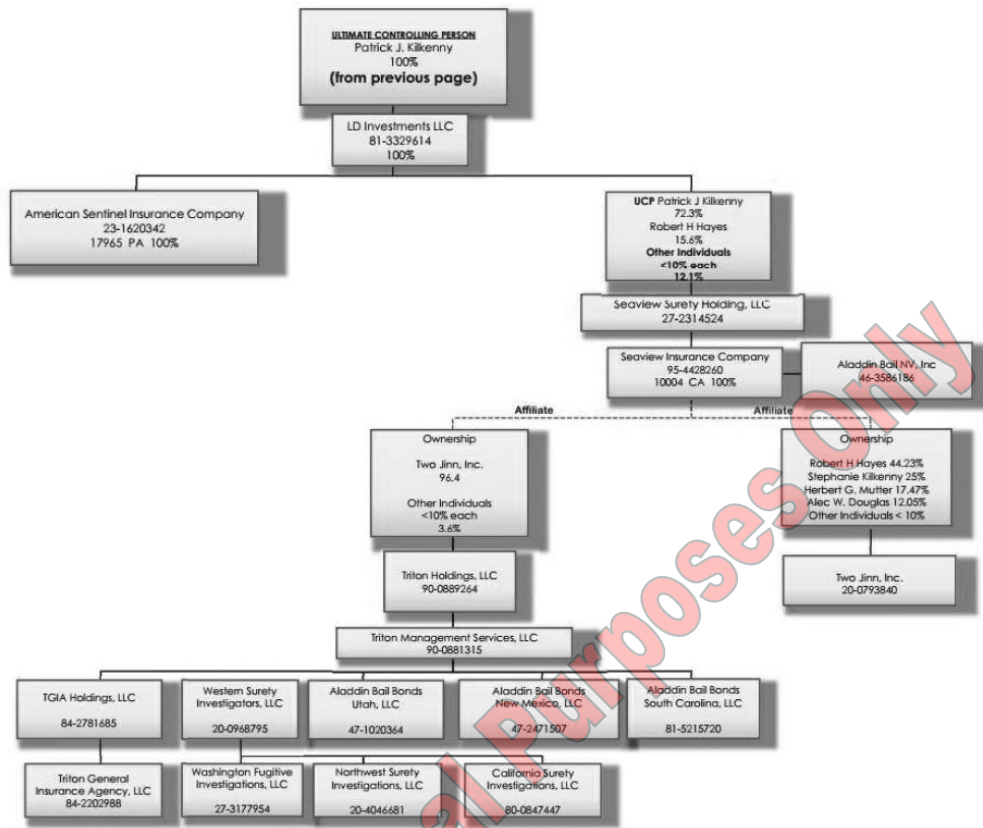 ULTIMATE CONTROLLING PERSON
Patrick J. Kilkenny
100%
(from previous page)
LD Investments LLC
81-3329614
100%
American Sentinel Insurance Company
23-1620342
17965 PA 100%
UCP Patrick J Kilkenny
72.3%
Robert H Hayes
15.6%
Other Individuals
<10% each
12.1%
Seaview Surety Holding, LLC
27-2314524
Seaview Insurance Company
95-4428260
10004 CA 100%
Aladdin Bail NV, Inc
46-3586186
Affiliate
Affiliate
Ownership
Two Jinn, Inc.
96.4
Other Individuals
<10% each
3.6%
Ownership
Robert H Hayes 44.23%
Stephanie Kilkenny 25%
Herbert G. Mutter 17.47%
Alec W. Douglas 12.05%
Other Individuals < 10%
Triton Holdings, LLC
90-0889264
Two Jinn, Inc.
20-0793840
Triton Management Services, LLC
90-0881315
TGIA Holdings, LLC
84-2781685
Western Surety
Investigators, LLC
20-0968795
Aladdin Bail Bonds
Utah, LLC
47-1020364
Aladdin Bail Bonds
New Mexico, LLC
47-2471507
Aladdin Bail Bonds
South Carolina, LLC
81-5215720
Triton General
Insurance Agency, LLC
84-2202988
Washington Fugitive
Investigations, LLC
27-3177954
Northwest Surety
Investigations, LLC
20-4046681
California Surety
Investigations, LLC
80-0847447
al Purposes Only